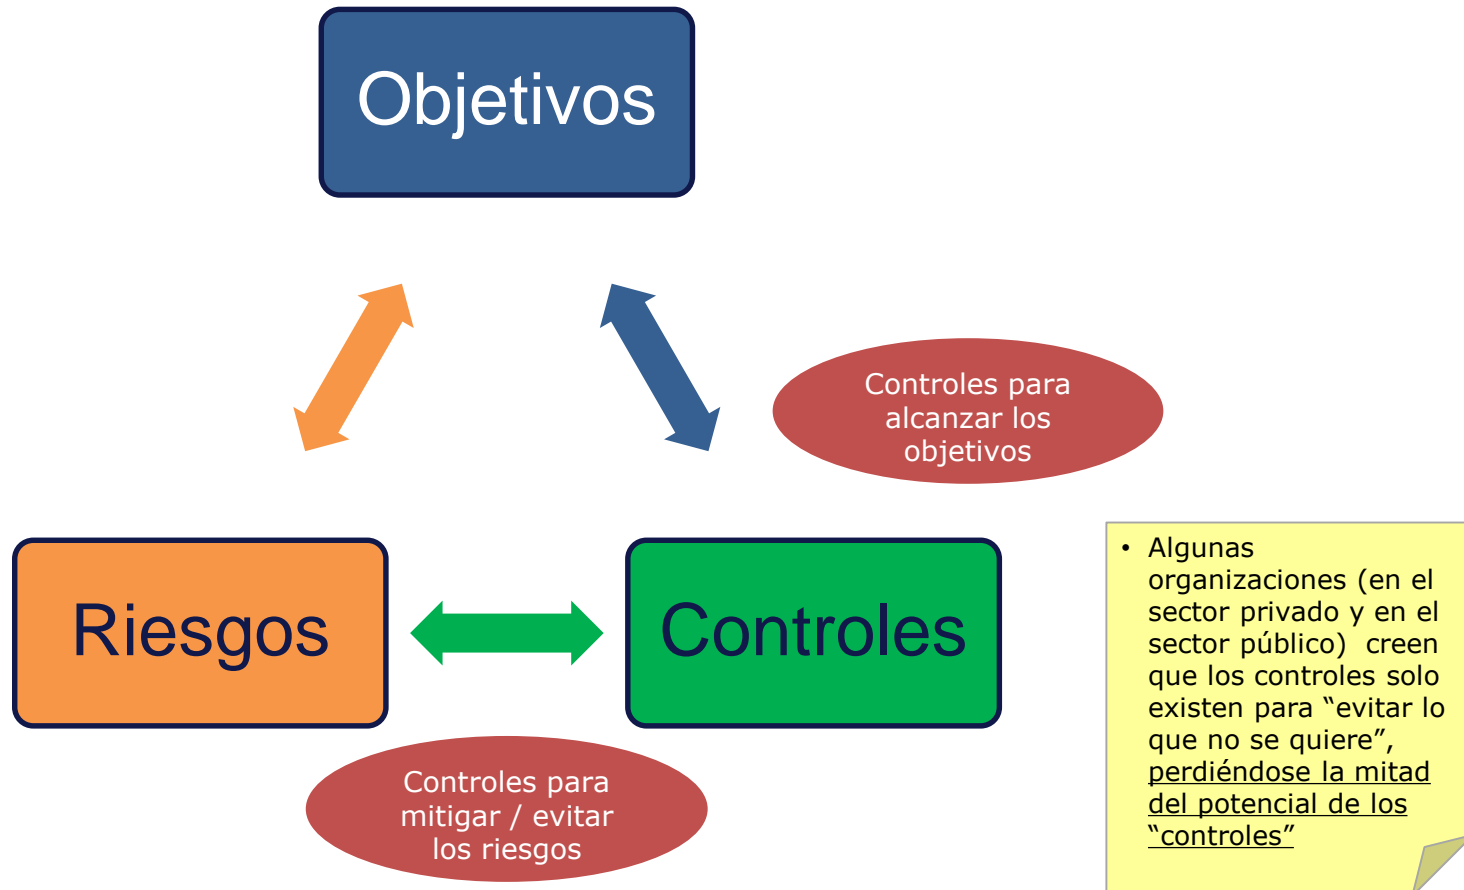 Objetivos
Controles para
alcanzar los
objetivos
Riesgos
Controles
Controles para
mitigar / evitar
los riesgos
• Algunas
organizaciones (en el
sector privado y en el
sector público) creen
que los controles solo
existen para “evitar lo
que no se quiere”,
perdiéndose la mitad
del potencial de los
“controles”